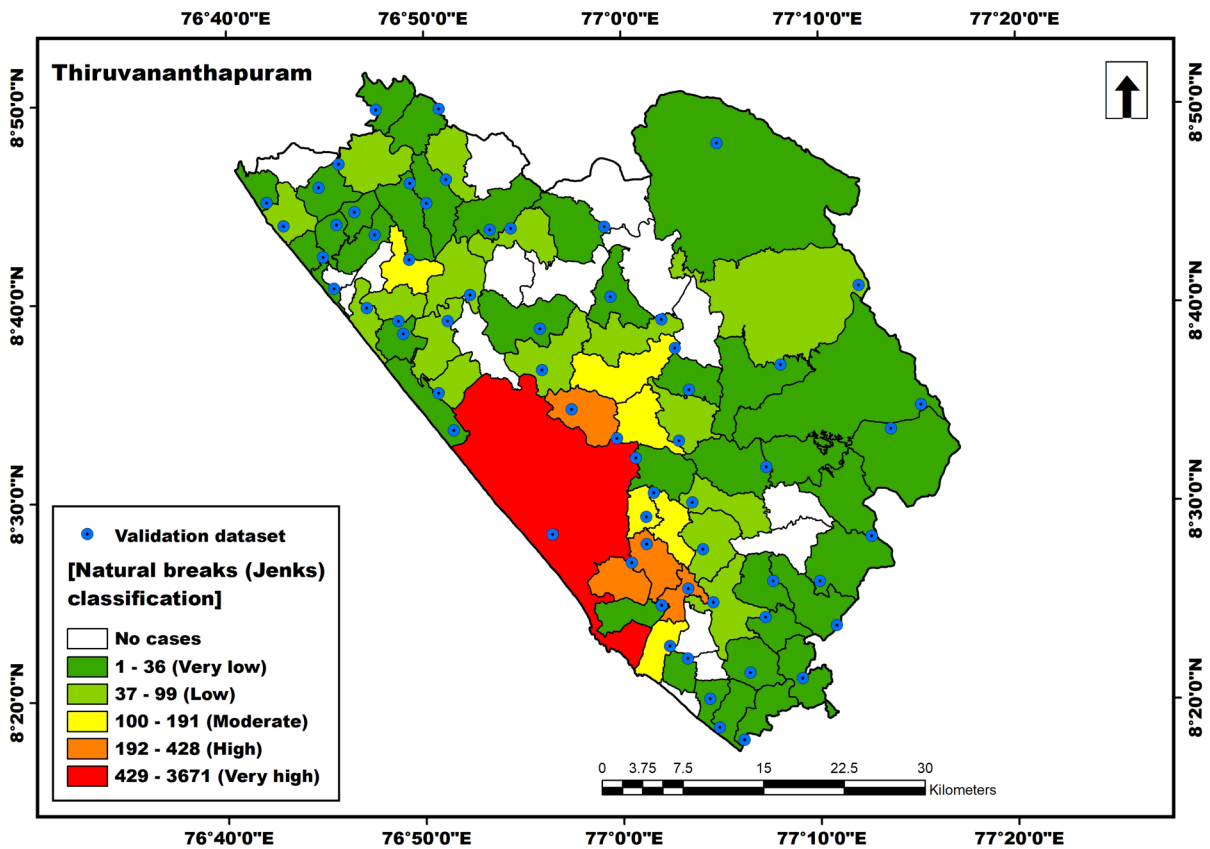 76°40'0"E 76°50'0"E 77°0'0"E 77°10'0"E 77°20'0"E
Thiruvananthapuram
8°50'0"N
8°50'0"N
8°40'0"N
8°40'0"N
8°30'0"N
8°30'0"N
8°20'0"N
8°20'0"N
Validation dataset
[Natural breaks (Jenks)
classification]
No cases
1 - 36 (Very low)
37 - 99 (Low)
100 - 191 (Moderate)
192 - 428 (High)
429 - 3671 (Very high)
0 3.75 7.5 15 22.5 30
Kilometers
76°40'0"E 76°50'0"E 77°0'0"E 77°10'0"E 77°20'0"E